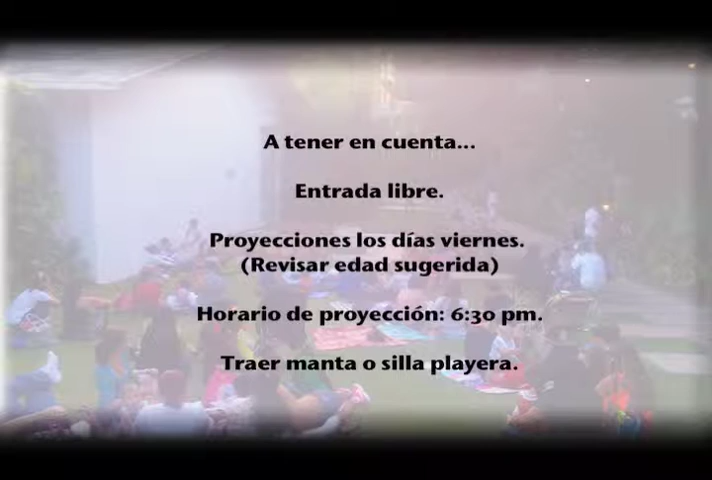 A tener en cuenta...
Entrada libre.
Proyecciones los días viernes.
(Revisar edad sugerida)
Horario de proyección: 6:30 pm.
Traer manta o silla playera.